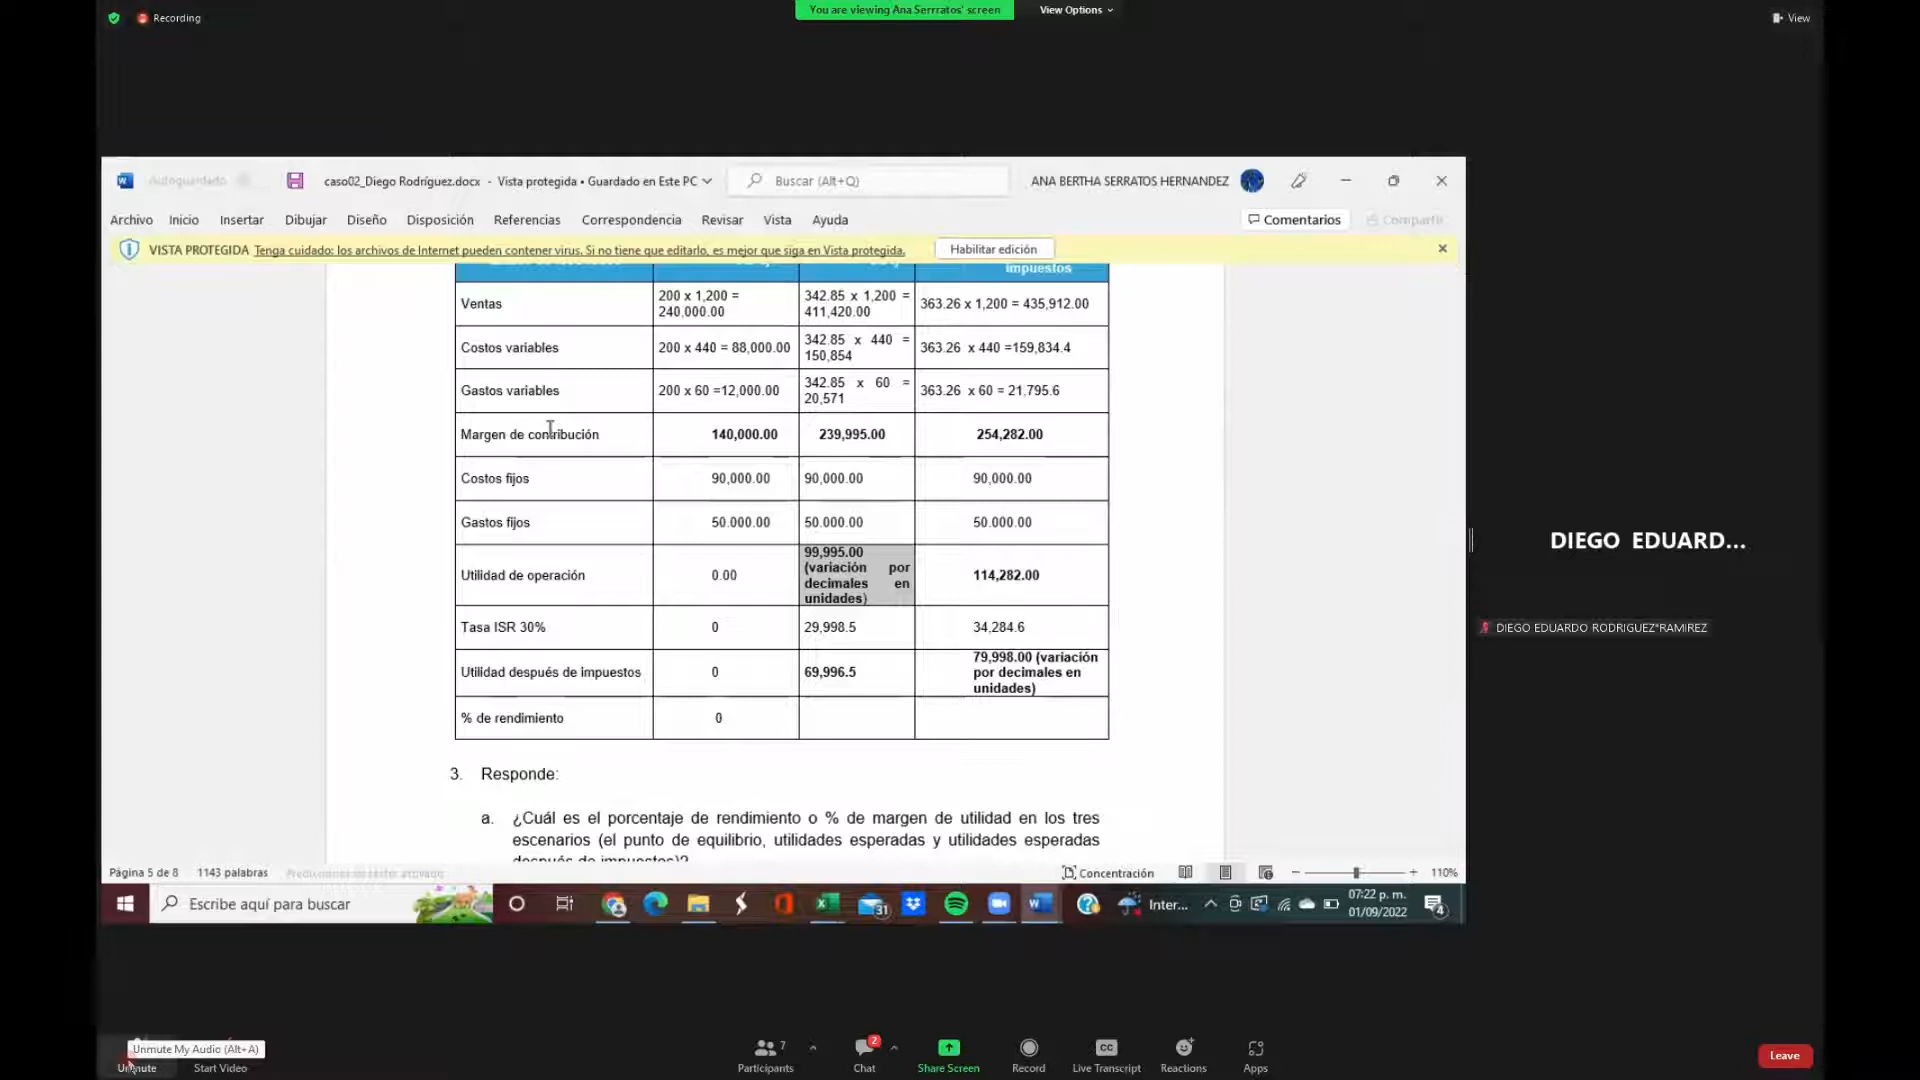 Recording
You are viewing Ana Serrratos' screen
View Options
View
Autoguardado
caso02_Diego Rodríguez.docx - Vista protegida • Guardado en Este PC
Buscar (Alt+Q)
ANA BERTHA SERRATOS HERNANDEZ
Archivo Inicio Insertar Dibujar Diseño Disposición Referencias Correspondencia Revisar Vista Ayuda
Comentarios
Compartir
VISTA PROTEGIDA Tenga cuidado: los archivos de Internet pueden contener virus. Si no tiene que editarlo, es mejor que siga en Vista protegida.
Habilitar edición
impuestos
Ventas
200 x 1,200 =
240,000.00
342.85 x 1,200 =
411,420.00
363.26 x 1,200 = 435,912.00
Costos variables
200 x 440 = 88,000.00
342.85 x 440 =
150,854
363.26 x 440 =159,834.4
Gastos variables
200 x 60 =12,000.00
342.85 x 60 =
20,571
363.26 x 60 = 21,795.6
Margen de contribución
140,000.00
239,995.00
254,282.00
Costos fijos
90,000.00
90,000.00
90,000.00
Gastos fijos
50.000.00
50.000.00
50.000.00
Utilidad de operación
0.00
99,995.00
(variación por
decimales en
unidades)
114,282.00
Tasa ISR 30%
0
29,998.5
34,284.6
Utilidad después de impuestos
0
69,996.5
79,998.00 (variación
por decimales en
unidades)
% de rendimiento
0
3. Responde:
a. ¿Cuál es el porcentaje de rendimiento o % de margen de utilidad en los tres
escenarios (el punto de equilibrio, utilidades esperadas y utilidades esperadas
después de impuestos)?
Página 5 de 8
1143 palabras
Predicciones de texto: activado
Concentración
110%
Escribe aquí para buscar
31
Inter...
07:22 p. m.
01/09/2022
4
DIEGO EDUARD...
DIEGO EDUARDO RODRIGUEZ*RAMIREZ
Unmute My Audio (Alt+A)
Unmute
Start Video
7
Participants
2
Chat
Share Screen
Record
CC
Live Transcript
Reactions
Apps
Leave